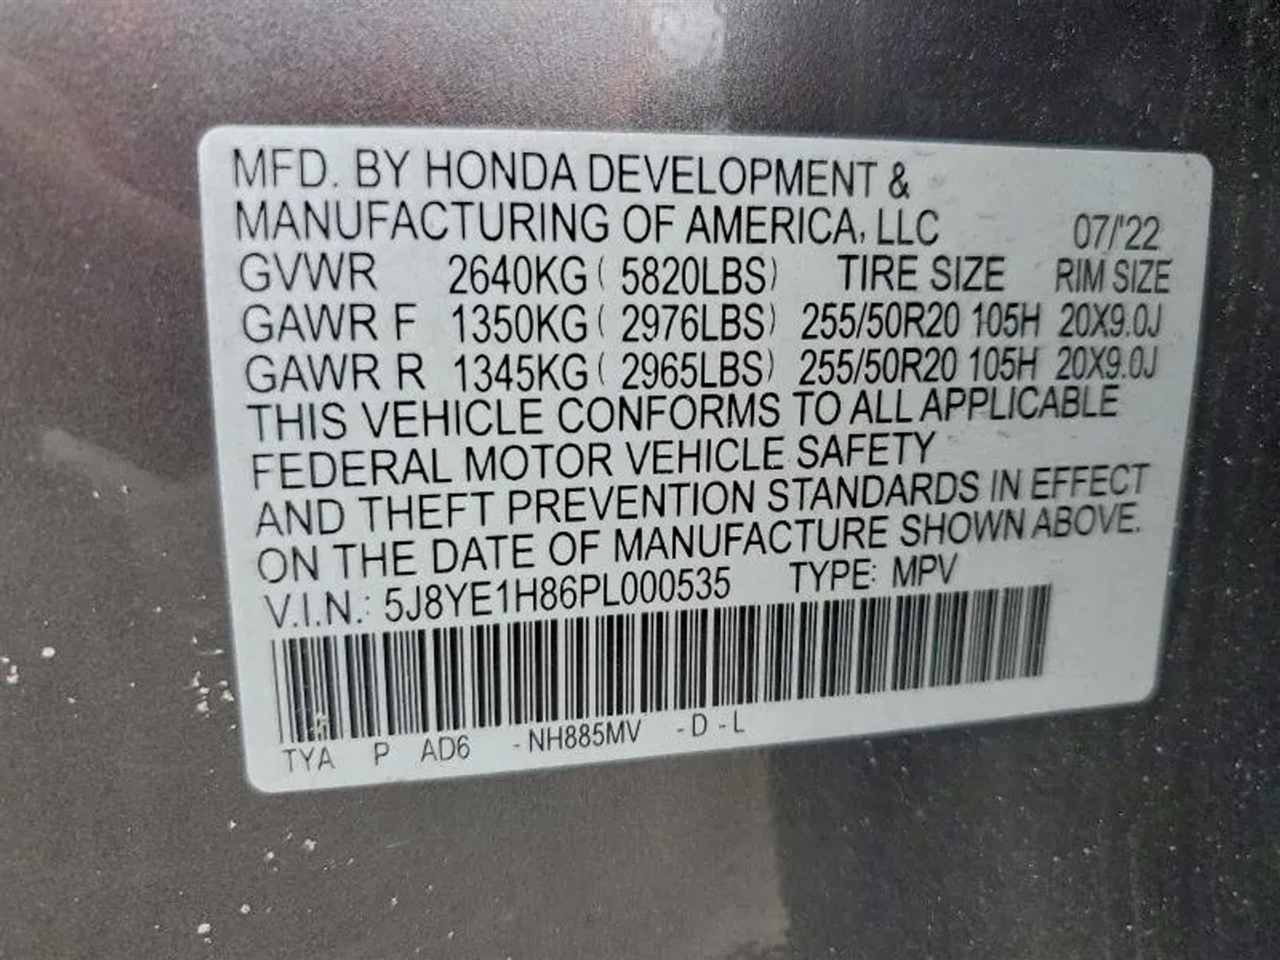 MFD. BY HONDA DEVELOPMENT &
MANUFACTURING OF AMERICA, LLC 07/'22
GVWR 2640KG ( 5820LBS) TIRE SIZE RIM SIZE
GAWR F 1350KG ( 2976LBS) 255/50R20 105H 20X9.0J
GAWR R 1345KG ( 2965LBS) 255/50R20 105H 20X9.0J
THIS VEHICLE CONFORMS TO ALL APPLICABLE
FEDERAL MOTOR VEHICLE SAFETY
AND THEFT PREVENTION STANDARDS IN EFFECT
ON THE DATE OF MANUFACTURE SHOWN ABOVE.
V.I.N.: 5J8YE1H86PL000535 TYPE: MPV
TYA P AD6 - NH885MV - D - L